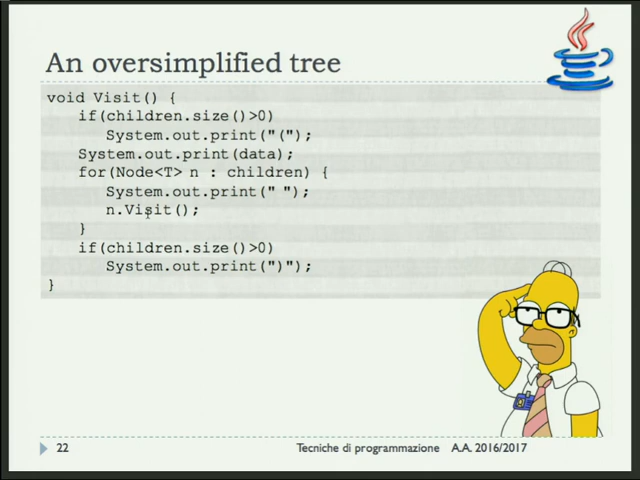 An oversimplified tree
void Visit() {
if(children.size()>0)
System.out.print("(");
System.out.print(data);
for(Node<T> n : children) {
System.out.print(" ");
n.Visit();
}
if(children.size()>0)
System.out.print(")");
}
22 Tecniche di programmazione A.A. 2016/2017